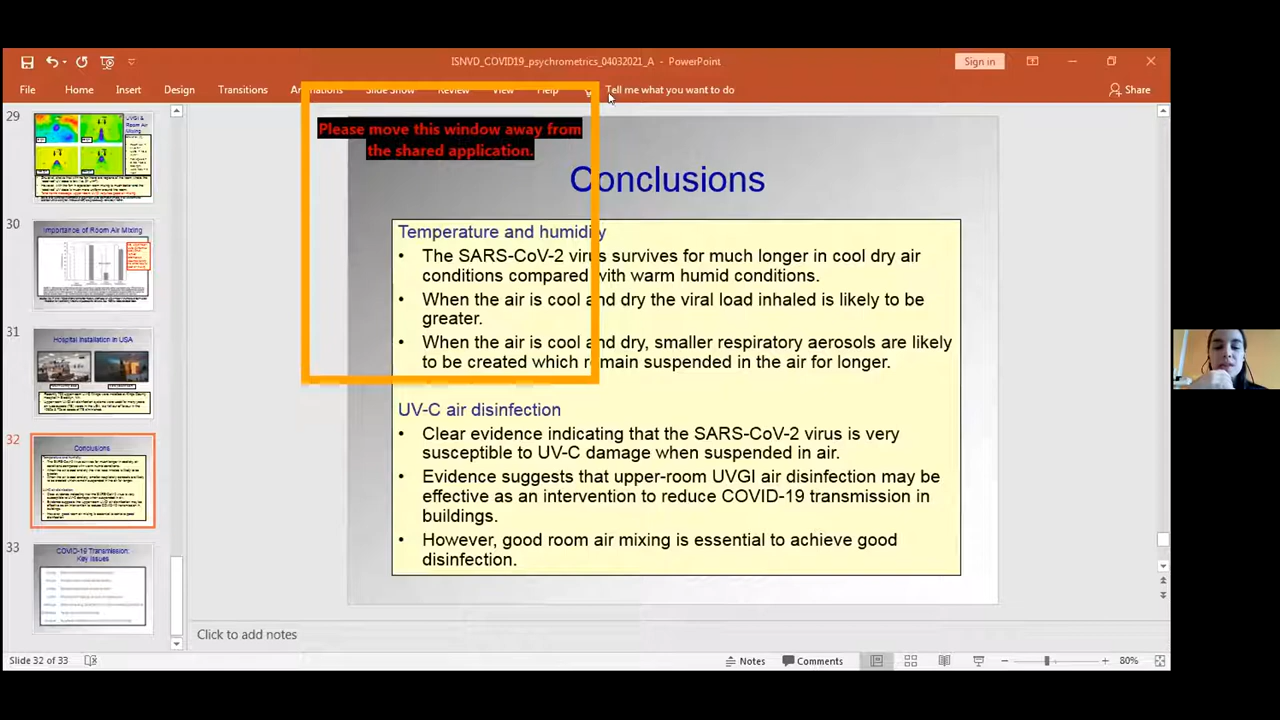 ISNVD_COVID19_psychrometrics_04032021_A - PowerPoint
Sign in
File Home Insert Design Transitions Animations Slide Show Review View Help Tell me what you want to do
Share
Please move this window away from
the shared application.
29
UVGI &
Room Air
Mixing
30
Importance of Room Air Mixing
31
Hospital Installation in USA
32
Conclusions
33
COVID-19 Transmission:
Key Issues
Conclusions
Temperature and humidity
• The SARS-CoV-2 virus survives for much longer in cool dry air
conditions compared with warm humid conditions.
• When the air is cool and dry the viral load inhaled is likely to be
greater.
• When the air is cool and dry, smaller respiratory aerosols are likely
to be created which remain suspended in the air for longer.
UV-C air disinfection
• Clear evidence indicating that the SARS-CoV-2 virus is very
susceptible to UV-C damage when suspended in air.
• Evidence suggests that upper-room UVGI air disinfection may be
effective as an intervention to reduce COVID-19 transmission in
buildings.
• However, good room air mixing is essential to achieve good
disinfection.
Click to add notes
Slide 32 of 33
Notes
Comments
80%